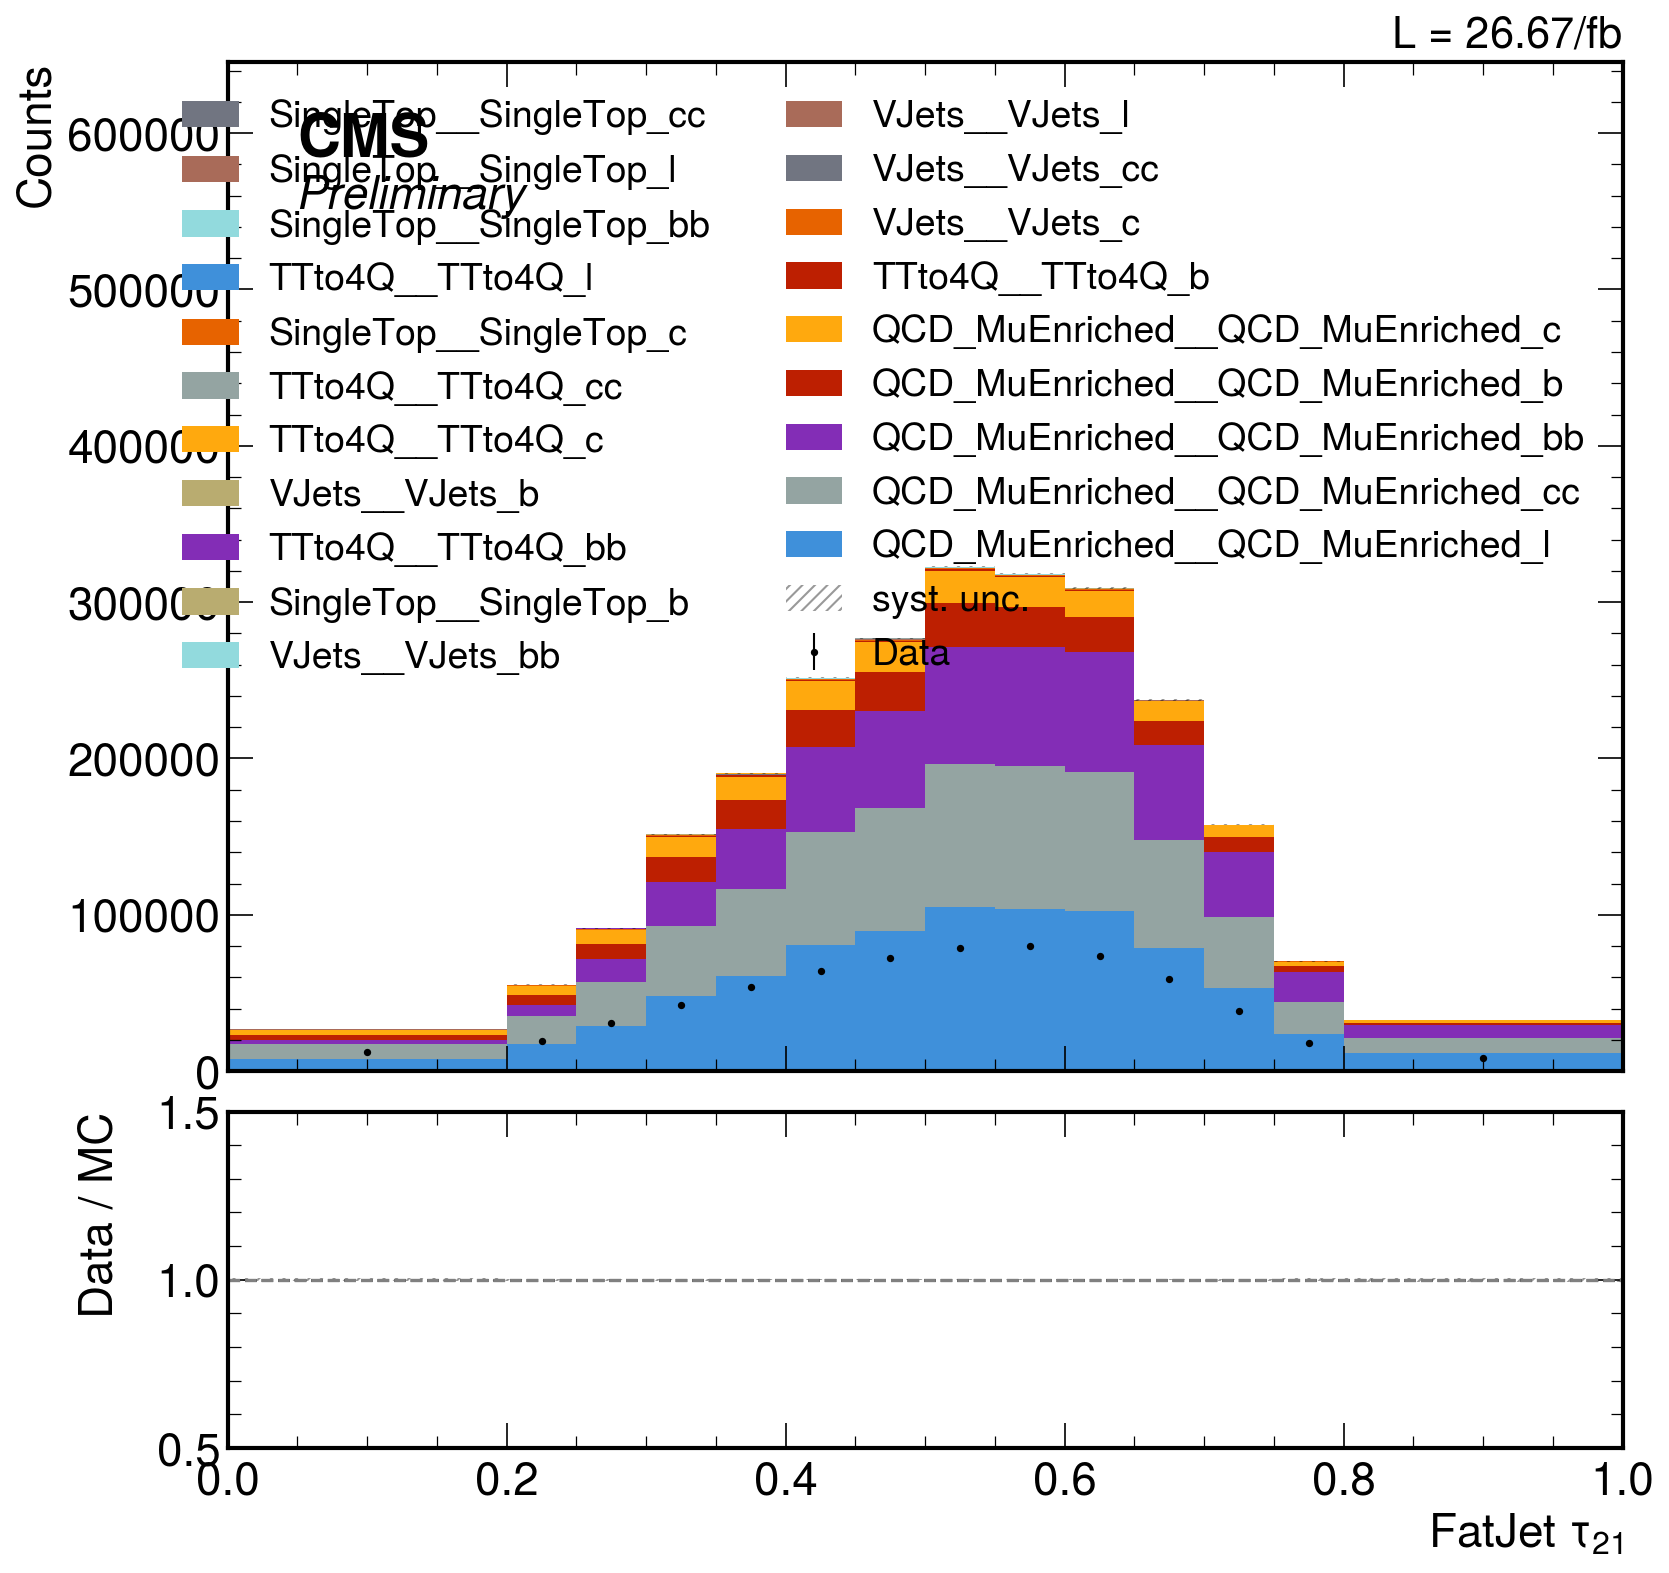 L = 26.67/fb
Counts
600000
500000
400000
300000
200000
100000
0
CMS
Preliminary
SingleTop__SingleTop_cc
SingleTop__SingleTop_l
SingleTop__SingleTop_bb
TTto4Q__TTto4Q_l
SingleTop__SingleTop_c
TTto4Q__TTto4Q_cc
TTto4Q__TTto4Q_c
VJets__VJets_b
TTto4Q__TTto4Q_bb
SingleTop__SingleTop_b
VJets__VJets_bb
VJets__VJets_l
VJets__VJets_cc
VJets__VJets_c
TTto4Q__TTto4Q_b
QCD_MuEnriched__QCD_MuEnriched_c
QCD_MuEnriched__QCD_MuEnriched_b
QCD_MuEnriched__QCD_MuEnriched_bb
QCD_MuEnriched__QCD_MuEnriched_cc
QCD_MuEnriched__QCD_MuEnriched_l
syst. unc.
Data
Data / MC
1.5
1.0
0.5
0.0 0.2 0.4 0.6 0.8 1.0
FatJet τ₂₁